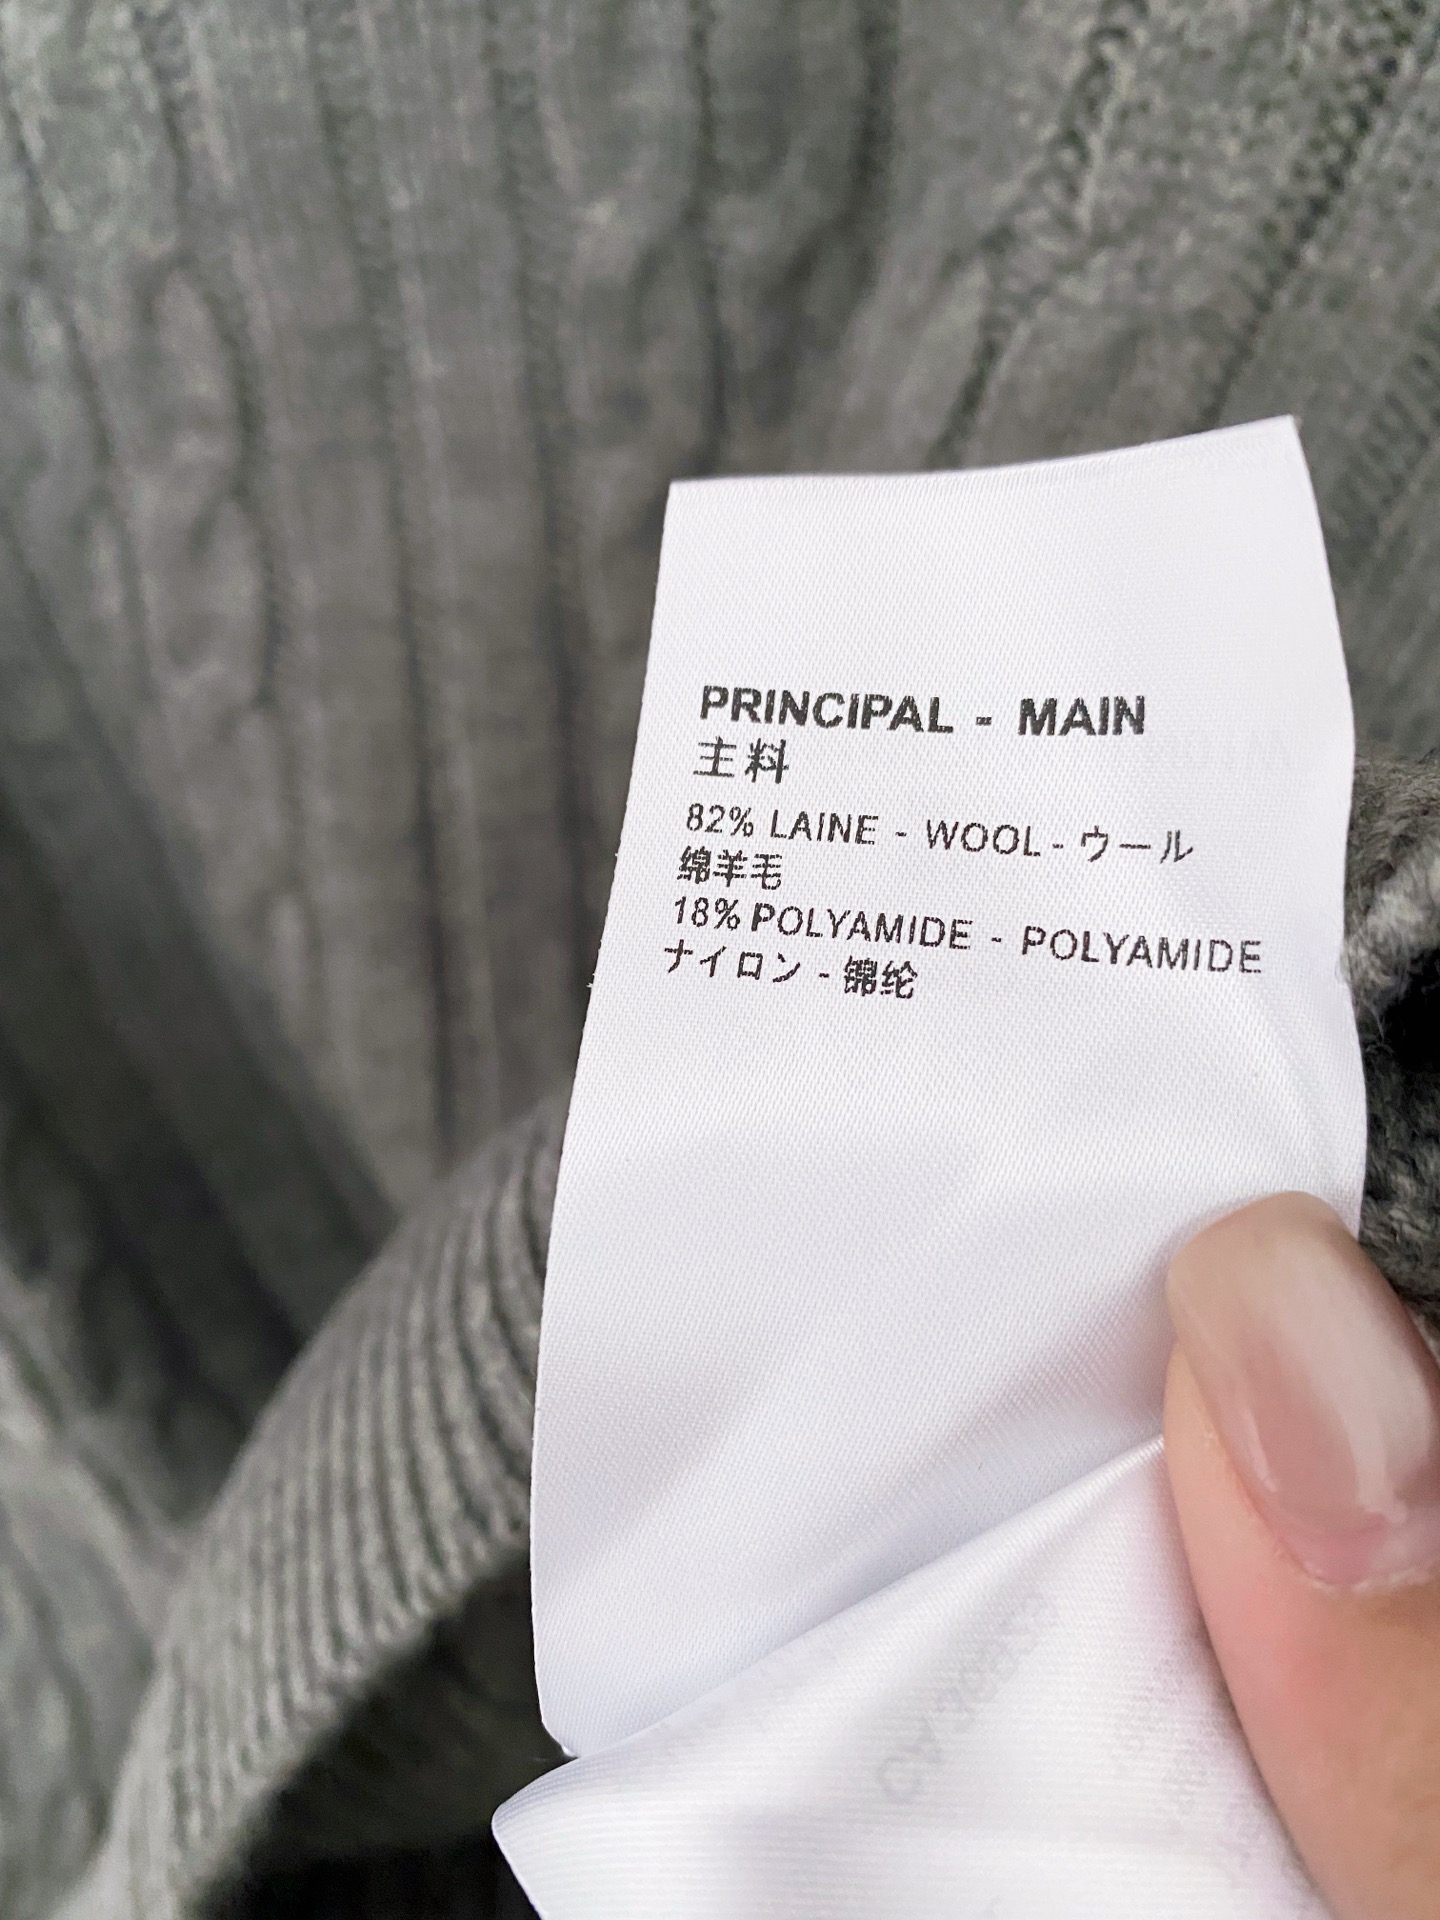 PRINCIPAL - MAIN
主料
82% LAINE - WOOL - ウール
绵羊毛
18% POLYAMIDE - POLYAMIDE
ナイロン - 锦纶